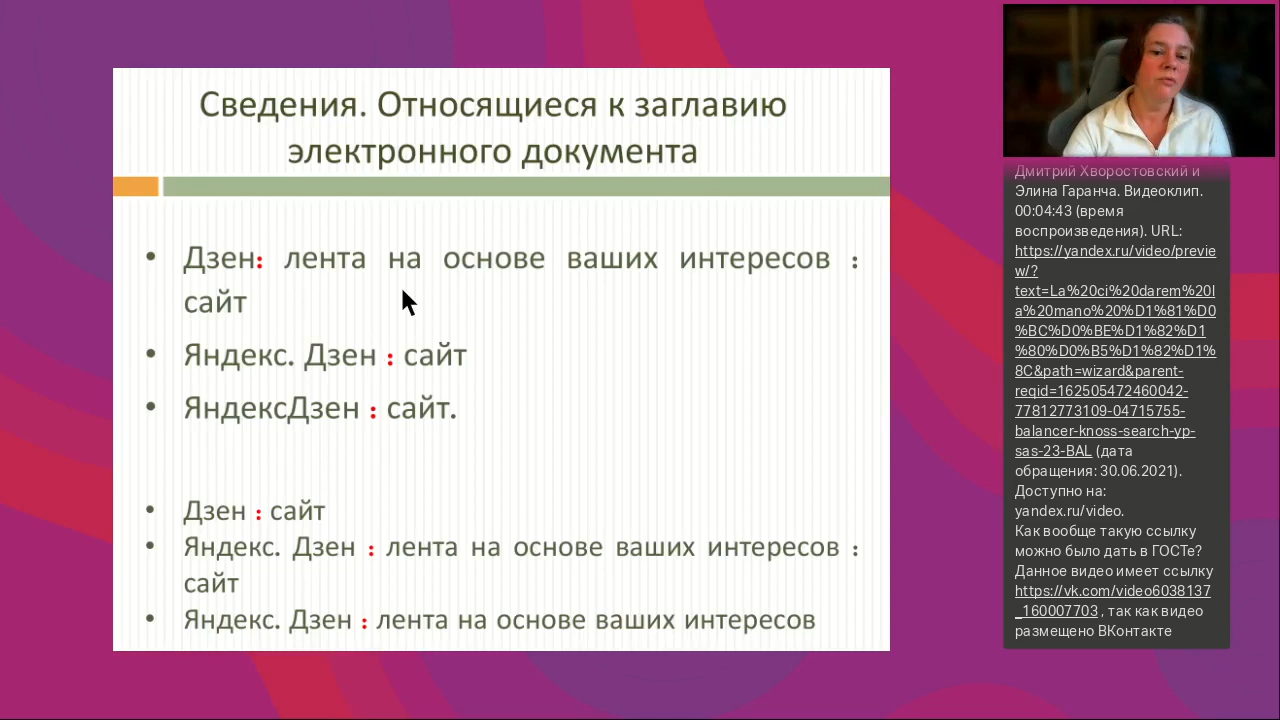 Сведения. Относящиеся к заглавию
электронного документа
• Дзен: лента на основе ваших интересов :
сайт
• Яндекс. Дзен : сайт
• ЯндексДзен : сайт.
• Дзен : сайт
• Яндекс. Дзен : лента на основе ваших интересов :
сайт
• Яндекс. Дзен : лента на основе ваших интересов
Дмитрий Хворостовский и
Элина Гаранча. Видеоклип.
00:04:43 (время
воспроизведения). URL:
https://yandex.ru/video/previe
w/?
text=La%20ci%20darem%20l
a%20mano%20%D1%81%D0
%BC%D0%BE%D1%82%D1
%80%D0%B5%D1%82%D1%
8C&path=wizard&parent-
reqid=162505472460042-
77812773109-04715755-
balancer-knoss-search-yp-
sas-23-BAL (дата
обращения: 30.06.2021).
Доступно на:
yandex.ru/video.
Как вообще такую ссылку
можно было дать в ГОСТе?
Данное видео имеет ссылку
https://vk.com/video6038137
_160007703 , так как видео
размещено ВКонтакте